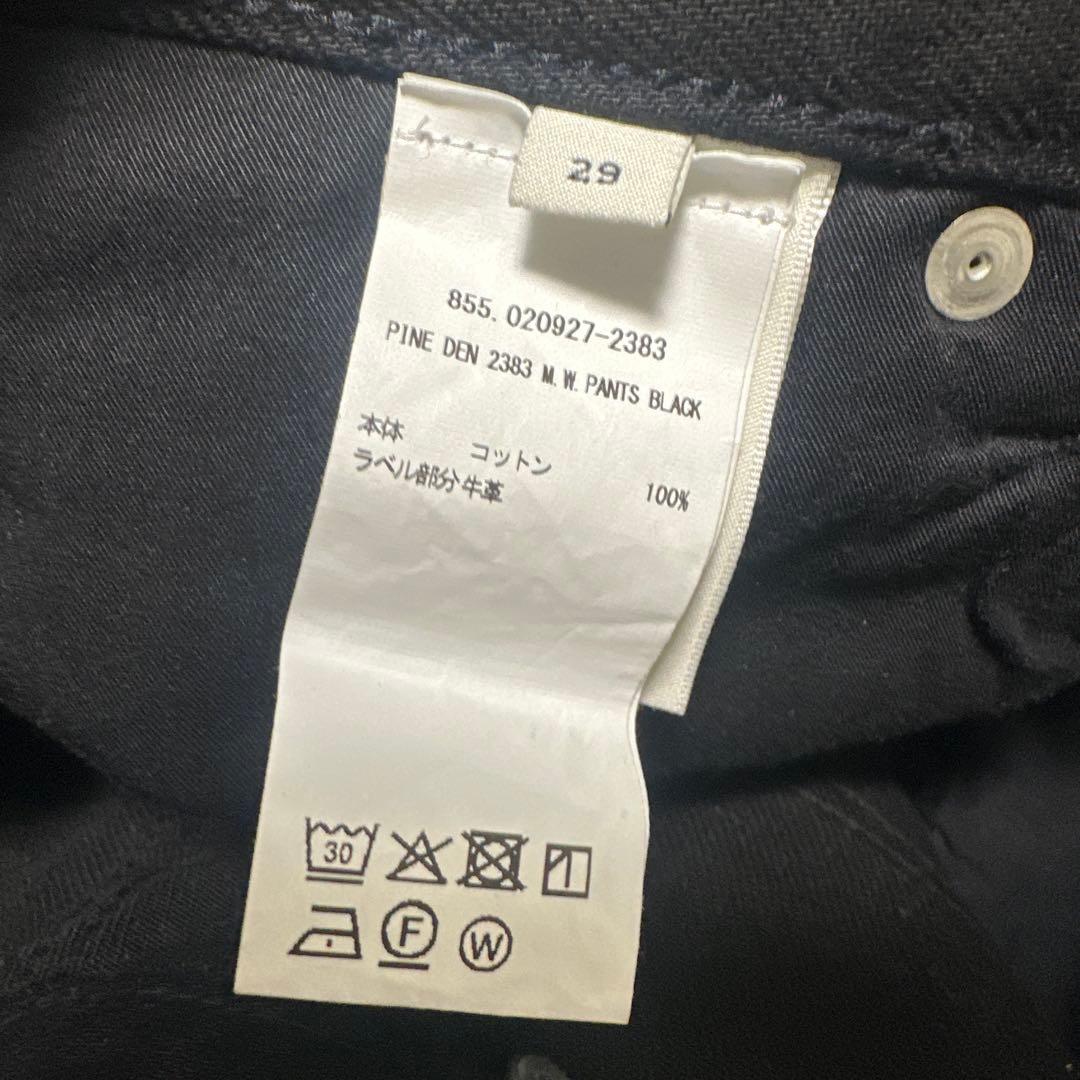 29
855.020927-2383
PINE DEN 2383 M.W.PANTS BLACK
本体 コットン 100%
ラベル部分牛革
30
F W